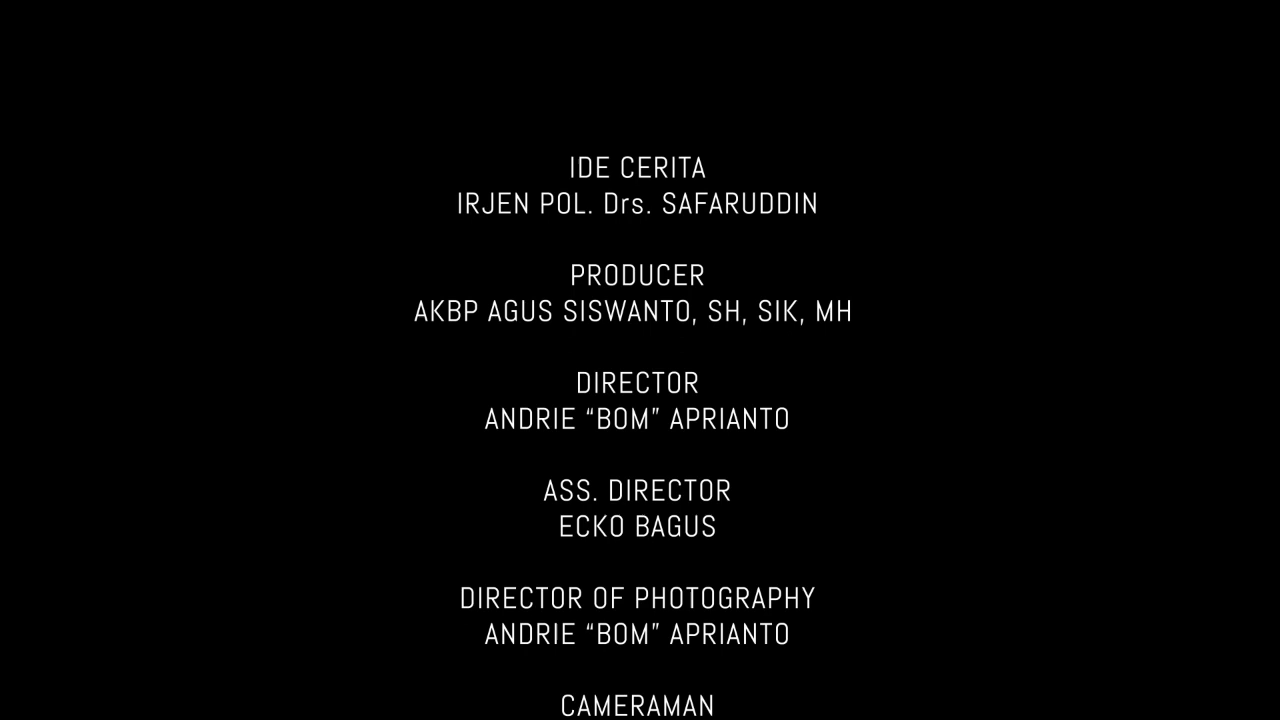 IDE CERITA
IRJEN POL. Drs. SAFARUDDIN
PRODUCER
AKBP AGUS SISWANTO, SH, SIK, MH
DIRECTOR
ANDRIE “BOM” APRIANTO
ASS. DIRECTOR
ECKO BAGUS
DIRECTOR OF PHOTOGRAPHY
ANDRIE “BOM” APRIANTO
CAMERAMAN